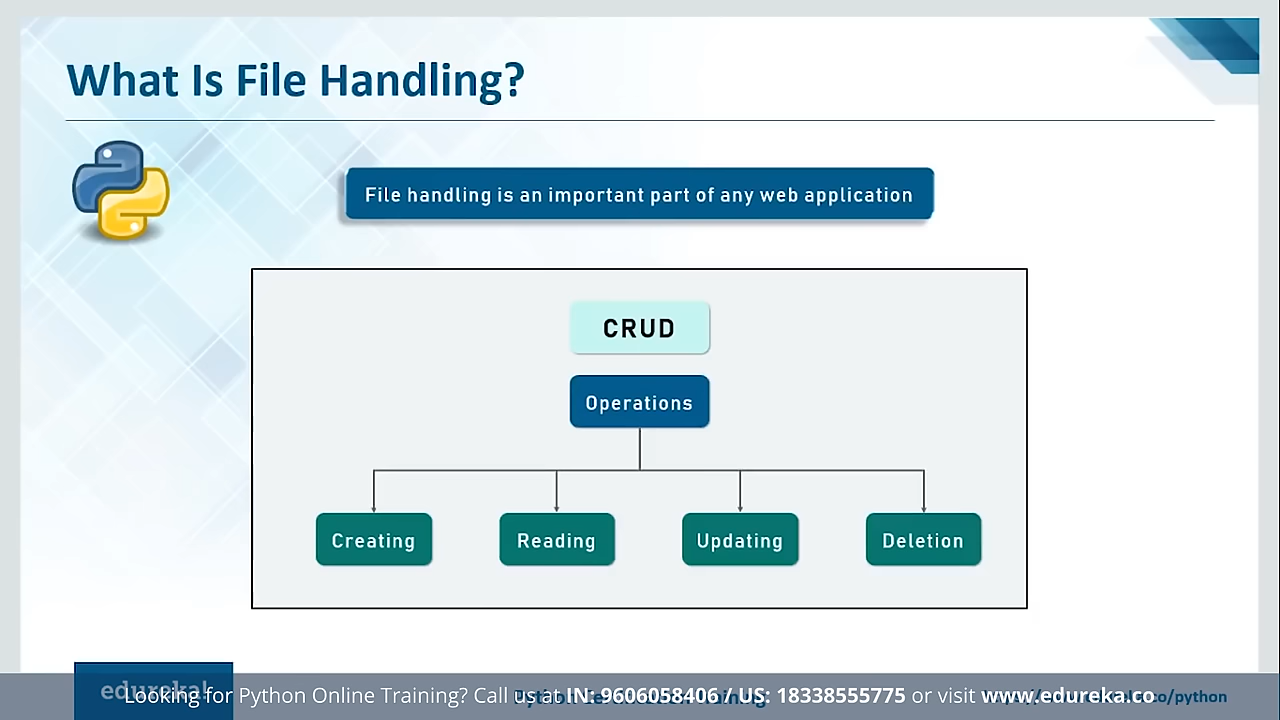 What Is File Handling?
File handling is an important part of any web application
CRUD
Operations
Creating
Reading
Updating
Deletion
edureka!
Looking for Python Online Training? Call us at IN: 9606058406 / US: 18338555775 or visit www.edureka.co